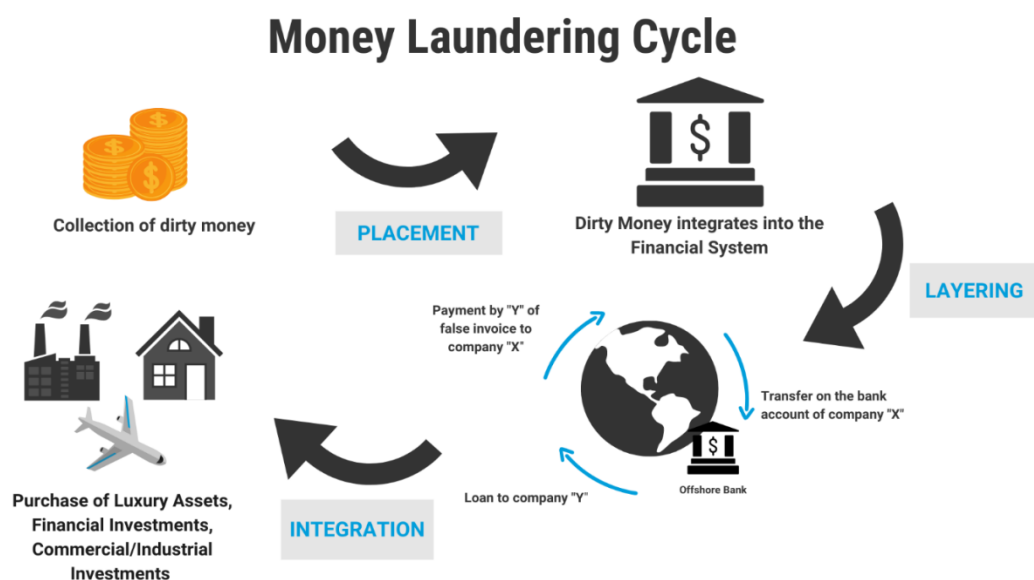 Money Laundering Cycle
Collection of dirty money
PLACEMENT
Dirty Money integrates into the
Financial System
LAYERING
Payment by "Y" of
false invoice to
company "X"
Transfer on the bank
account of company "X"
Offshore Bank
Loan to company "Y"
INTEGRATION
Purchase of Luxury Assets,
Financial Investments,
Commercial/Industrial
Investments